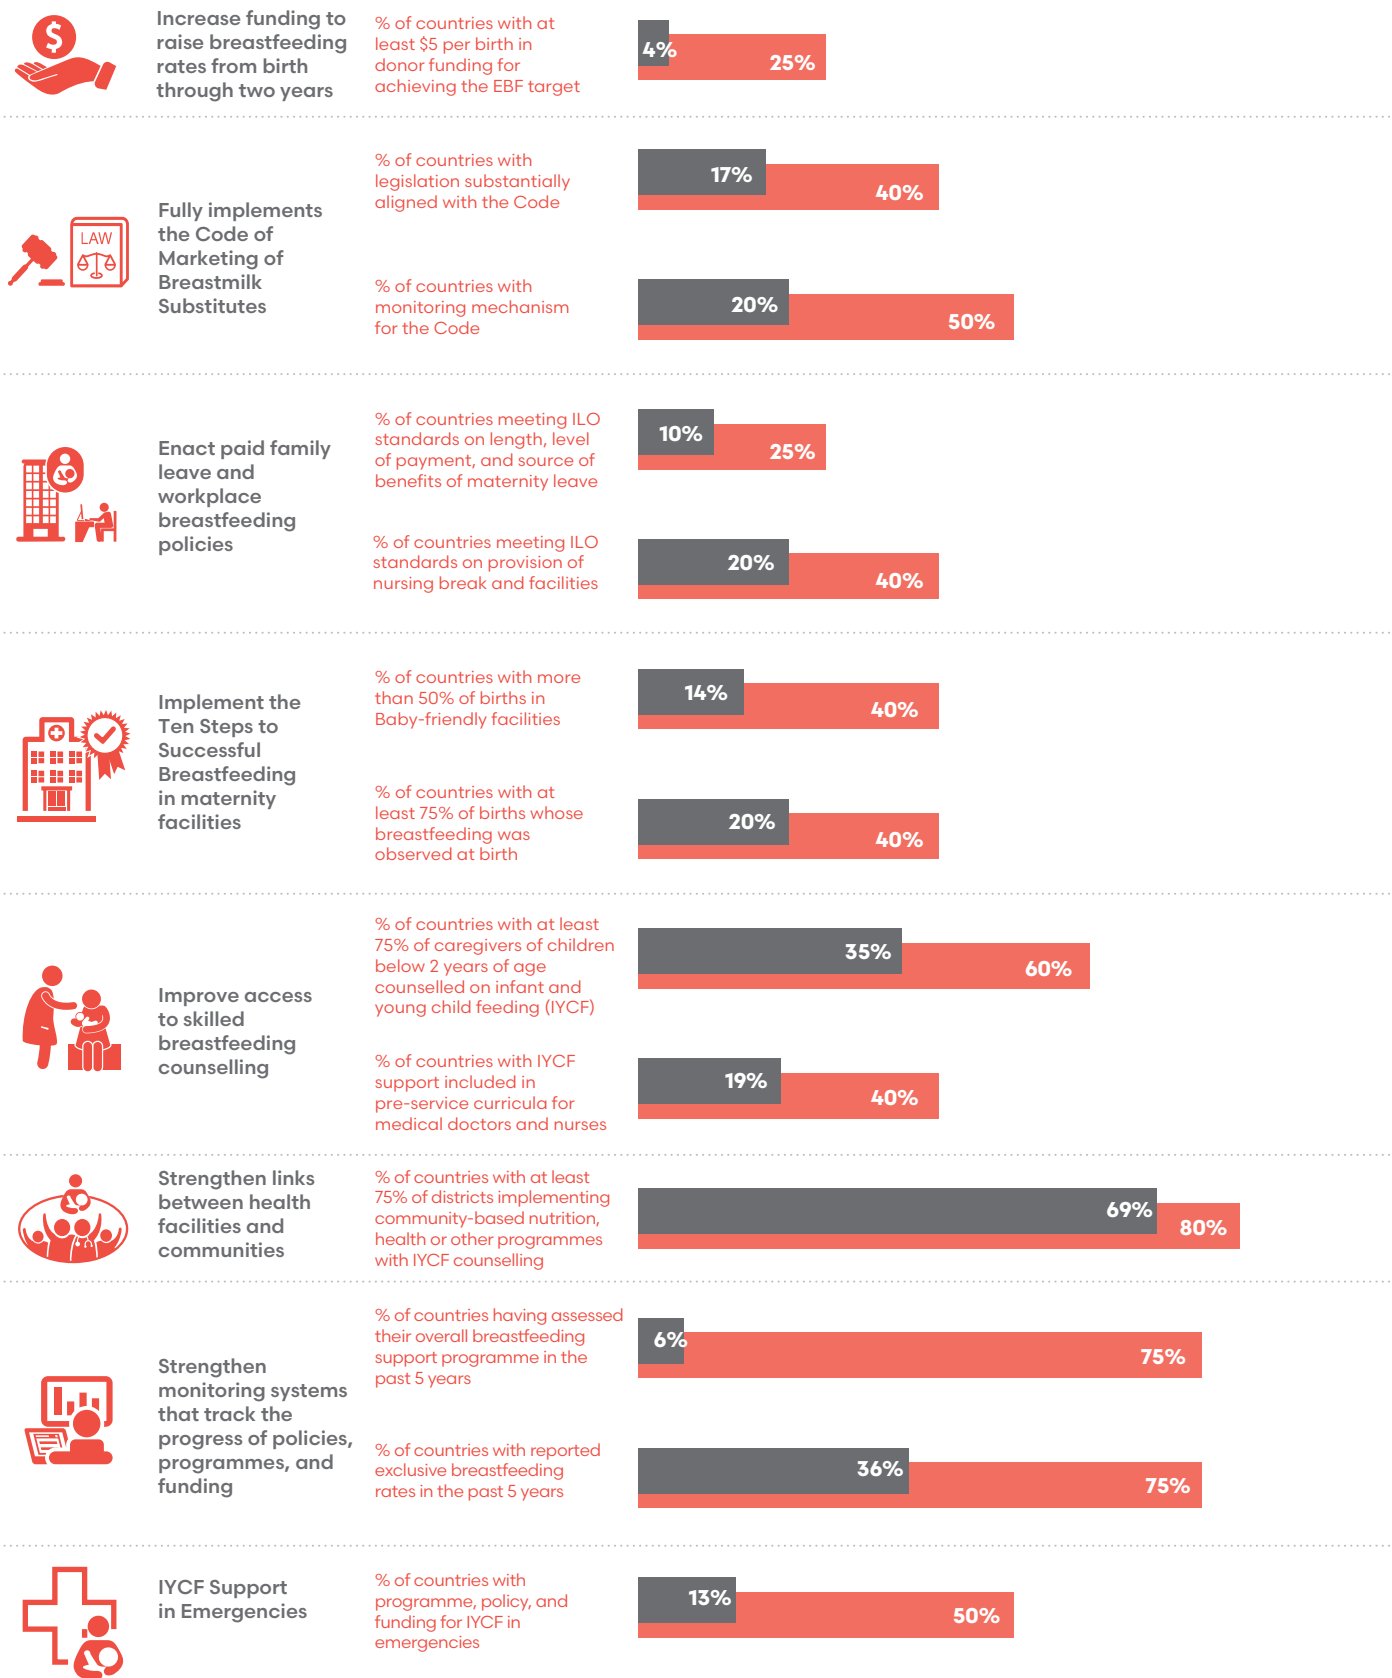 $
Increase funding to
raise breastfeeding
rates from birth
through two years
% of countries with at
least $5 per birth in
donor funding for
achieving the EBF target
4%
25%
LAW
Fully implements
the Code of
Marketing of
Breastmilk
Substitutes
% of countries with
legislation substantially
aligned with the Code
17%
40%
% of countries with
monitoring mechanism
for the Code
20%
50%
Enact paid family
leave and
workplace
breastfeeding
policies
% of countries meeting ILO
standards on length, level
of payment, and source of
benefits of maternity leave
10%
25%
% of countries meeting ILO
standards on provision of
nursing break and facilities
20%
40%
Implement the
Ten Steps to
Successful
Breastfeeding
in maternity
facilities
% of countries with more
than 50% of births in
Baby-friendly facilities
14%
40%
% of countries with at
least 75% of births whose
breastfeeding was
observed at birth
20%
40%
Improve access
to skilled
breastfeeding
counselling
% of countries with at least
75% of caregivers of children
below 2 years of age
counselled on infant and
young child feeding (IYCF)
35%
60%
% of countries with IYCF
support included in
pre-service curricula for
medical doctors and nurses
19%
40%
Strengthen links
between health
facilities and
communities
% of countries with at least
75% of districts implementing
community-based nutrition,
health or other programmes
with IYCF counselling
69%
80%
Strengthen
monitoring systems
that track the
progress of policies,
programmes, and
funding
% of countries having assessed
their overall breastfeeding
support programme in the
past 5 years
6%
75%
% of countries with reported
exclusive breastfeeding
rates in the past 5 years
36%
75%
IYCF Support
in Emergencies
% of countries with
programme, policy, and
funding for IYCF in
emergencies
13%
50%